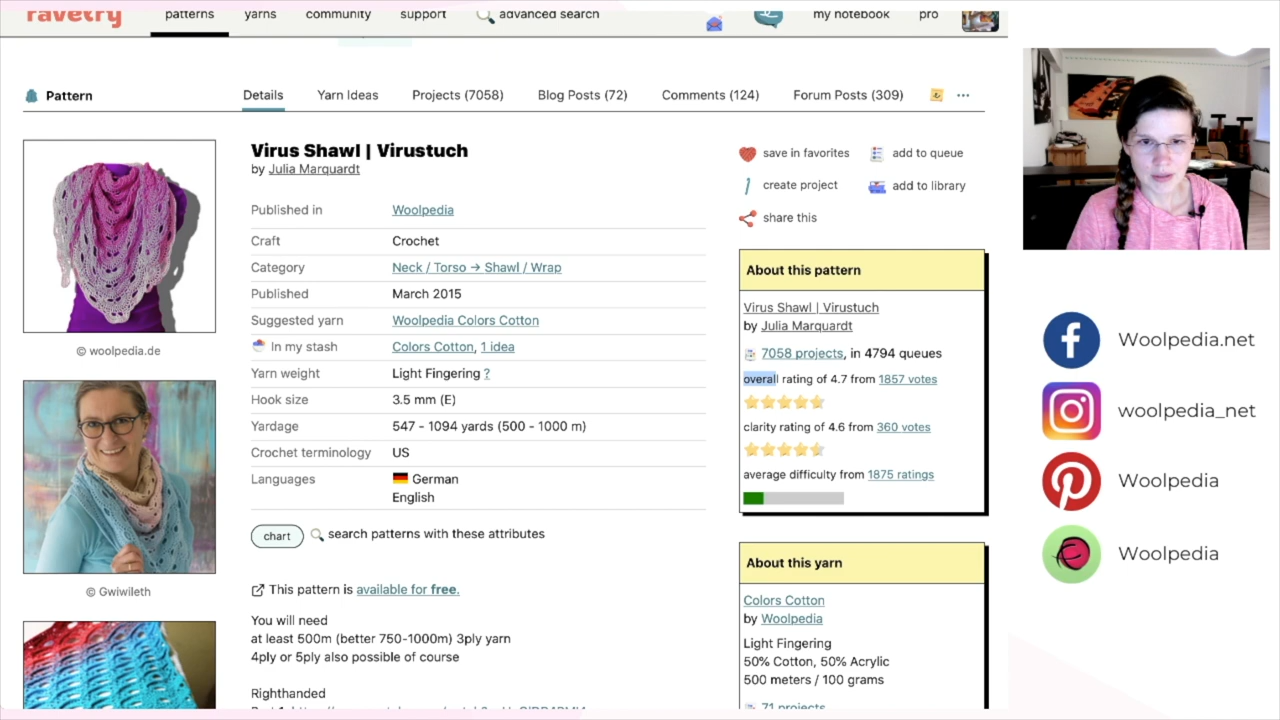 ravelry
patterns
yarns
community
support
advanced search
my notebook
pro
Pattern
Details
Yarn Ideas
Projects (7058)
Blog Posts (72)
Comments (124)
Forum Posts (309)
Virus Shawl | Virustuch
by Julia Marquardt
Published in Woolpedia
Craft Crochet
Category Neck / Torso → Shawl / Wrap
Published March 2015
Suggested yarn Woolpedia Colors Cotton
In my stash Colors Cotton, 1 idea
Yarn weight Light Fingering ?
Hook size 3.5 mm (E)
Yardage 547 - 1094 yards (500 - 1000 m)
Crochet terminology US
Languages German
English
chart
search patterns with these attributes
This pattern is available for free.
You will need
at least 500m (better 750-1000m) 3ply yarn
4ply or 5ply also possible of course
Righthanded
© woolpedia.de
© Gwiwileth
save in favorites
add to queue
create project
add to library
share this
About this pattern
Virus Shawl | Virustuch
by Julia Marquardt
7058 projects, in 4794 queues
overall rating of 4.7 from 1857 votes
clarity rating of 4.6 from 360 votes
average difficulty from 1875 ratings
About this yarn
Colors Cotton
by Woolpedia
Light Fingering
50% Cotton, 50% Acrylic
500 meters / 100 grams
71 projects
Woolpedia.net
woolpedia_net
Woolpedia
Woolpedia